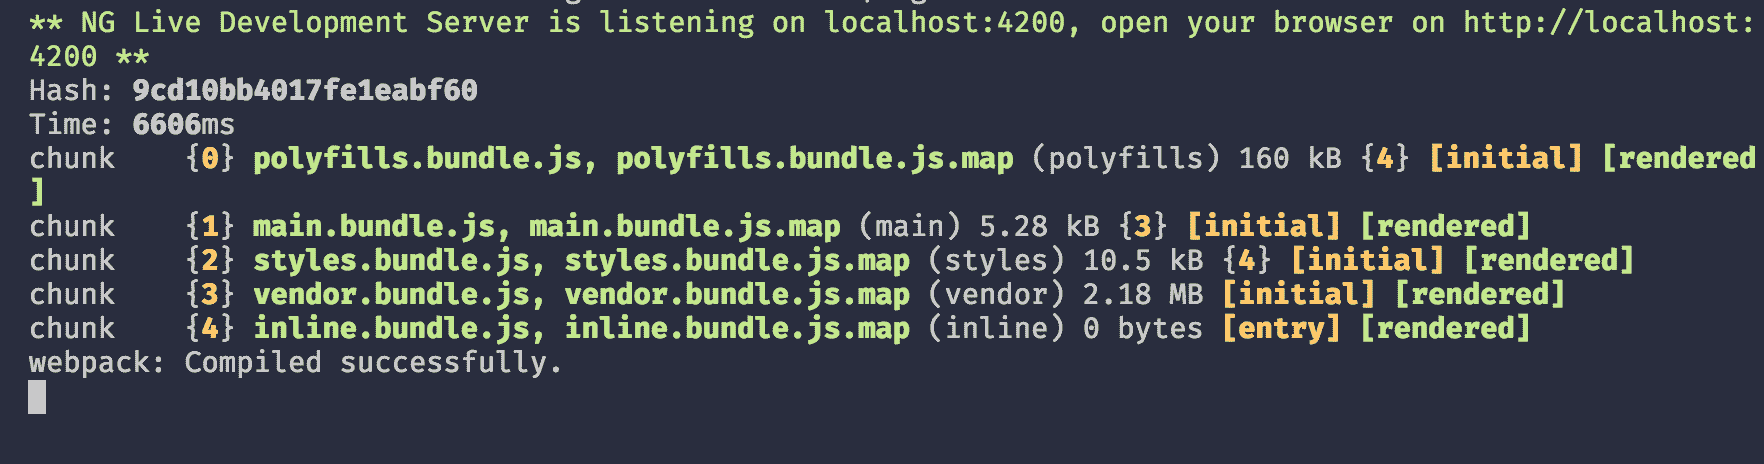 ** NG Live Development Server is listening on localhost:4200, open your browser on http://localhost:
4200 **
Hash: 9cd10bb4017fe1eabf60
Time: 6606ms
chunk    {0} polyfills.bundle.js, polyfills.bundle.js.map (polyfills) 160 kB {4} [initial] [rendered
]
chunk    {1} main.bundle.js, main.bundle.js.map (main) 5.28 kB {3} [initial] [rendered]
chunk    {2} styles.bundle.js, styles.bundle.js.map (styles) 10.5 kB {4} [initial] [rendered]
chunk    {3} vendor.bundle.js, vendor.bundle.js.map (vendor) 2.18 MB [initial] [rendered]
chunk    {4} inline.bundle.js, inline.bundle.js.map (inline) 0 bytes [entry] [rendered]
webpack: Compiled successfully.